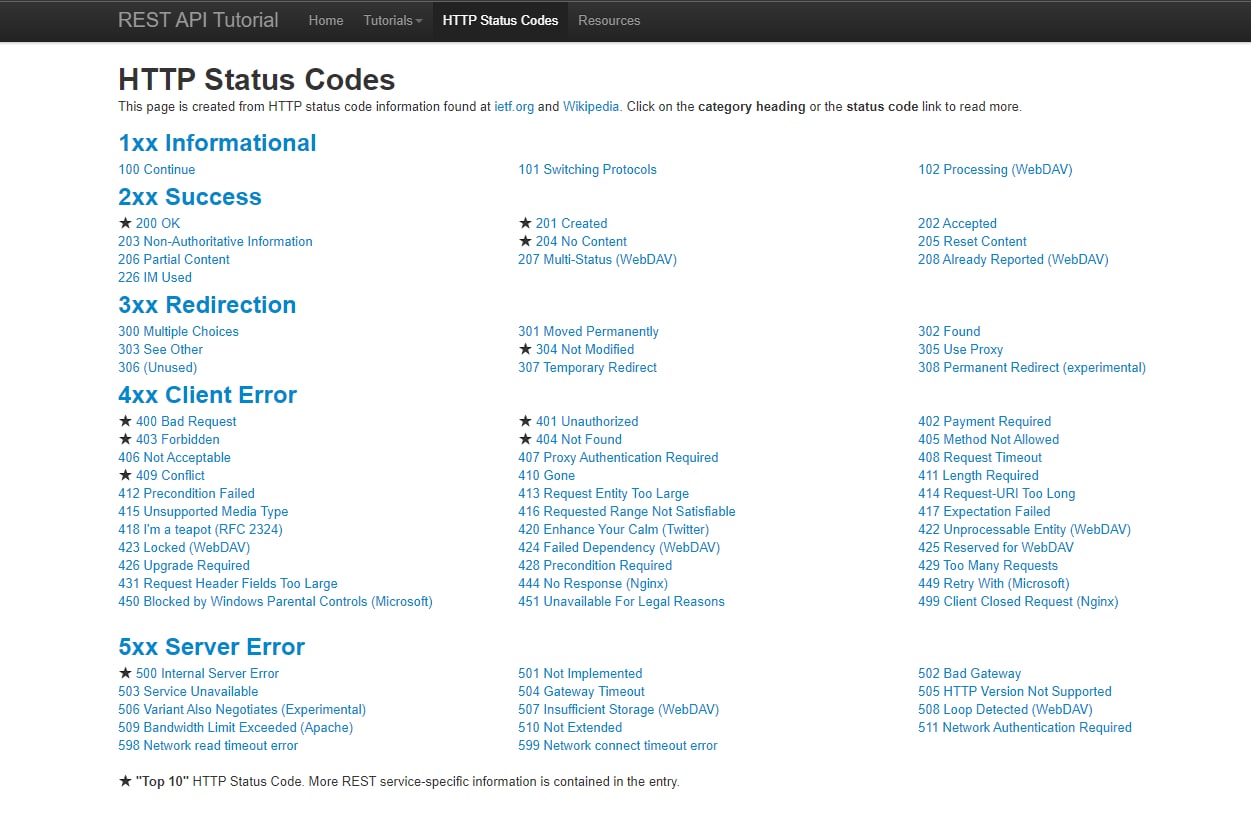 REST API Tutorial Home Tutorials HTTP Status Codes Resources
HTTP Status Codes
This page is created from HTTP status code information found at ietf.org and Wikipedia. Click on the category heading or the status code link to read more.
1xx Informational
100 Continue 101 Switching Protocols 102 Processing (WebDAV)
2xx Success
★ 200 OK ★ 201 Created 202 Accepted
203 Non-Authoritative Information ★ 204 No Content 205 Reset Content
206 Partial Content 207 Multi-Status (WebDAV) 208 Already Reported (WebDAV)
226 IM Used
3xx Redirection
300 Multiple Choices 301 Moved Permanently 302 Found
303 See Other ★ 304 Not Modified 305 Use Proxy
306 (Unused) 307 Temporary Redirect 308 Permanent Redirect (experimental)
4xx Client Error
★ 400 Bad Request ★ 401 Unauthorized 402 Payment Required
★ 403 Forbidden ★ 404 Not Found 405 Method Not Allowed
406 Not Acceptable 407 Proxy Authentication Required 408 Request Timeout
★ 409 Conflict 410 Gone 411 Length Required
412 Precondition Failed 413 Request Entity Too Large 414 Request-URI Too Long
415 Unsupported Media Type 416 Requested Range Not Satisfiable 417 Expectation Failed
418 I'm a teapot (RFC 2324) 420 Enhance Your Calm (Twitter) 422 Unprocessable Entity (WebDAV)
423 Locked (WebDAV) 424 Failed Dependency (WebDAV) 425 Reserved for WebDAV
426 Upgrade Required 428 Precondition Required 429 Too Many Requests
431 Request Header Fields Too Large 444 No Response (Nginx) 449 Retry With (Microsoft)
450 Blocked by Windows Parental Controls (Microsoft) 451 Unavailable For Legal Reasons 499 Client Closed Request (Nginx)
5xx Server Error
★ 500 Internal Server Error 501 Not Implemented 502 Bad Gateway
503 Service Unavailable 504 Gateway Timeout 505 HTTP Version Not Supported
506 Variant Also Negotiates (Experimental) 507 Insufficient Storage (WebDAV) 508 Loop Detected (WebDAV)
509 Bandwidth Limit Exceeded (Apache) 510 Not Extended 511 Network Authentication Required
598 Network read timeout error 599 Network connect timeout error
★ "Top 10" HTTP Status Code. More REST service-specific information is contained in the entry.